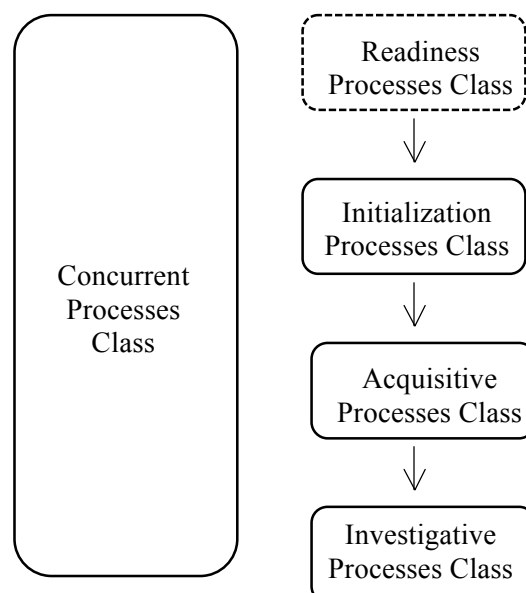 Readiness
Processes Class
Initialization
Processes Class
Concurrent
Processes
Class
Acquisitive
Processes Class
Investigative
Processes Class